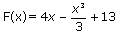 F(x) = 4x − x³/3 + 13